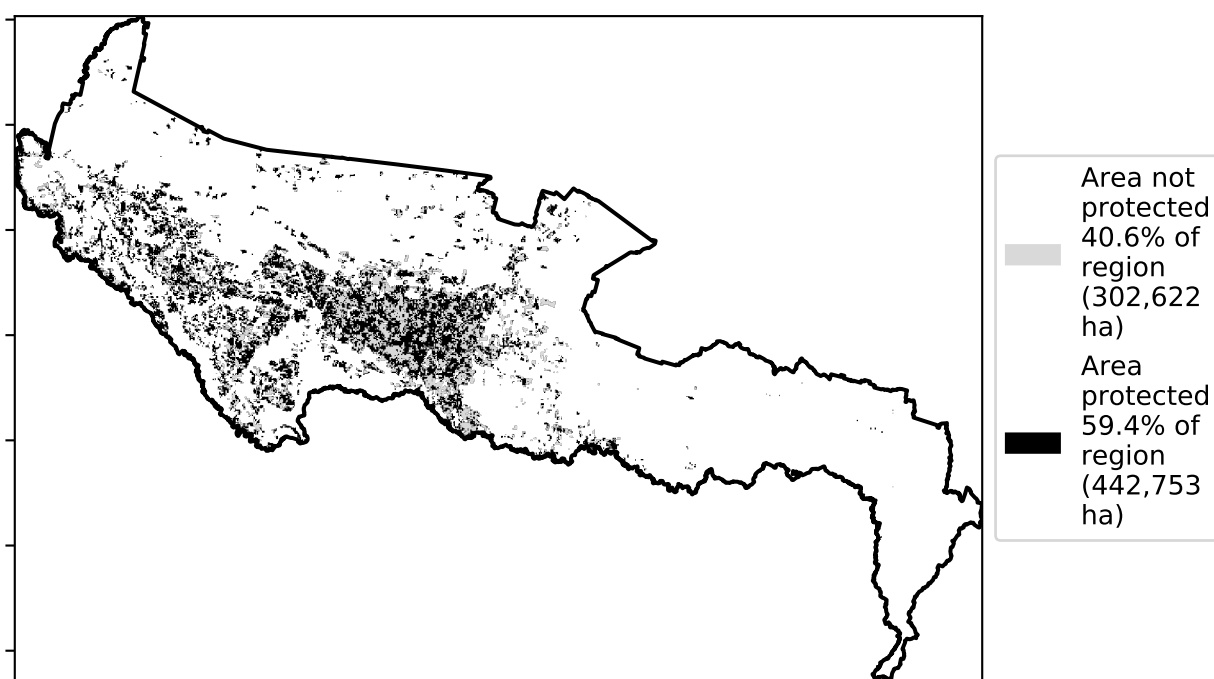 Area not
protected
40.6% of
region
(302,622
ha)
Area
protected
59.4% of
region
(442,753
ha)